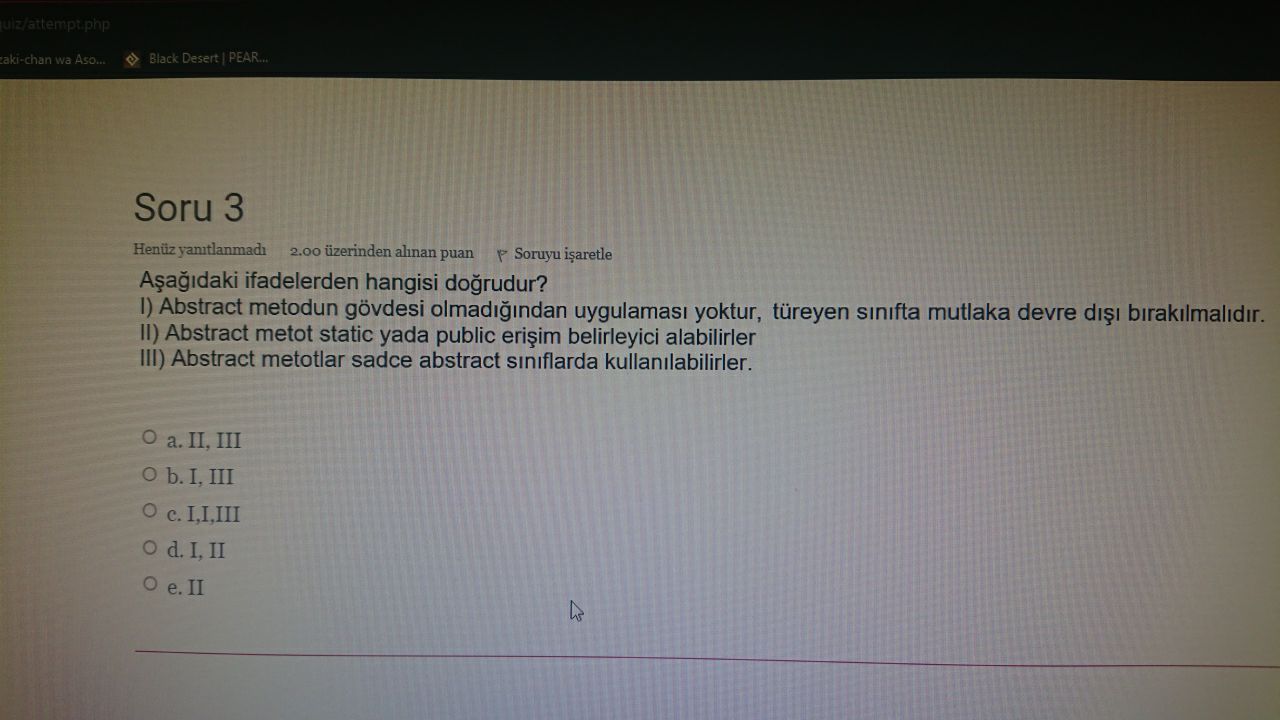 quiz/attempt.php
zaki-chan wa Aso... Black Desert | PEAR...
Soru 3
Henüz yanıtlanmadı 2.00 üzerinden alınan puan Soruyu işaretle
Aşağıdaki ifadelerden hangisi doğrudur?
I) Abstract metodun gövdesi olmadığından uygulaması yoktur, türeyen sınıfta mutlaka devre dışı bırakılmalıdır.
II) Abstract metot static yada public erişim belirleyici alabilirler
III) Abstract metotlar sadce abstract sınıflarda kullanılabilirler.
a. II, III
b. I, III
c. I,I,III
d. I, II
e. II